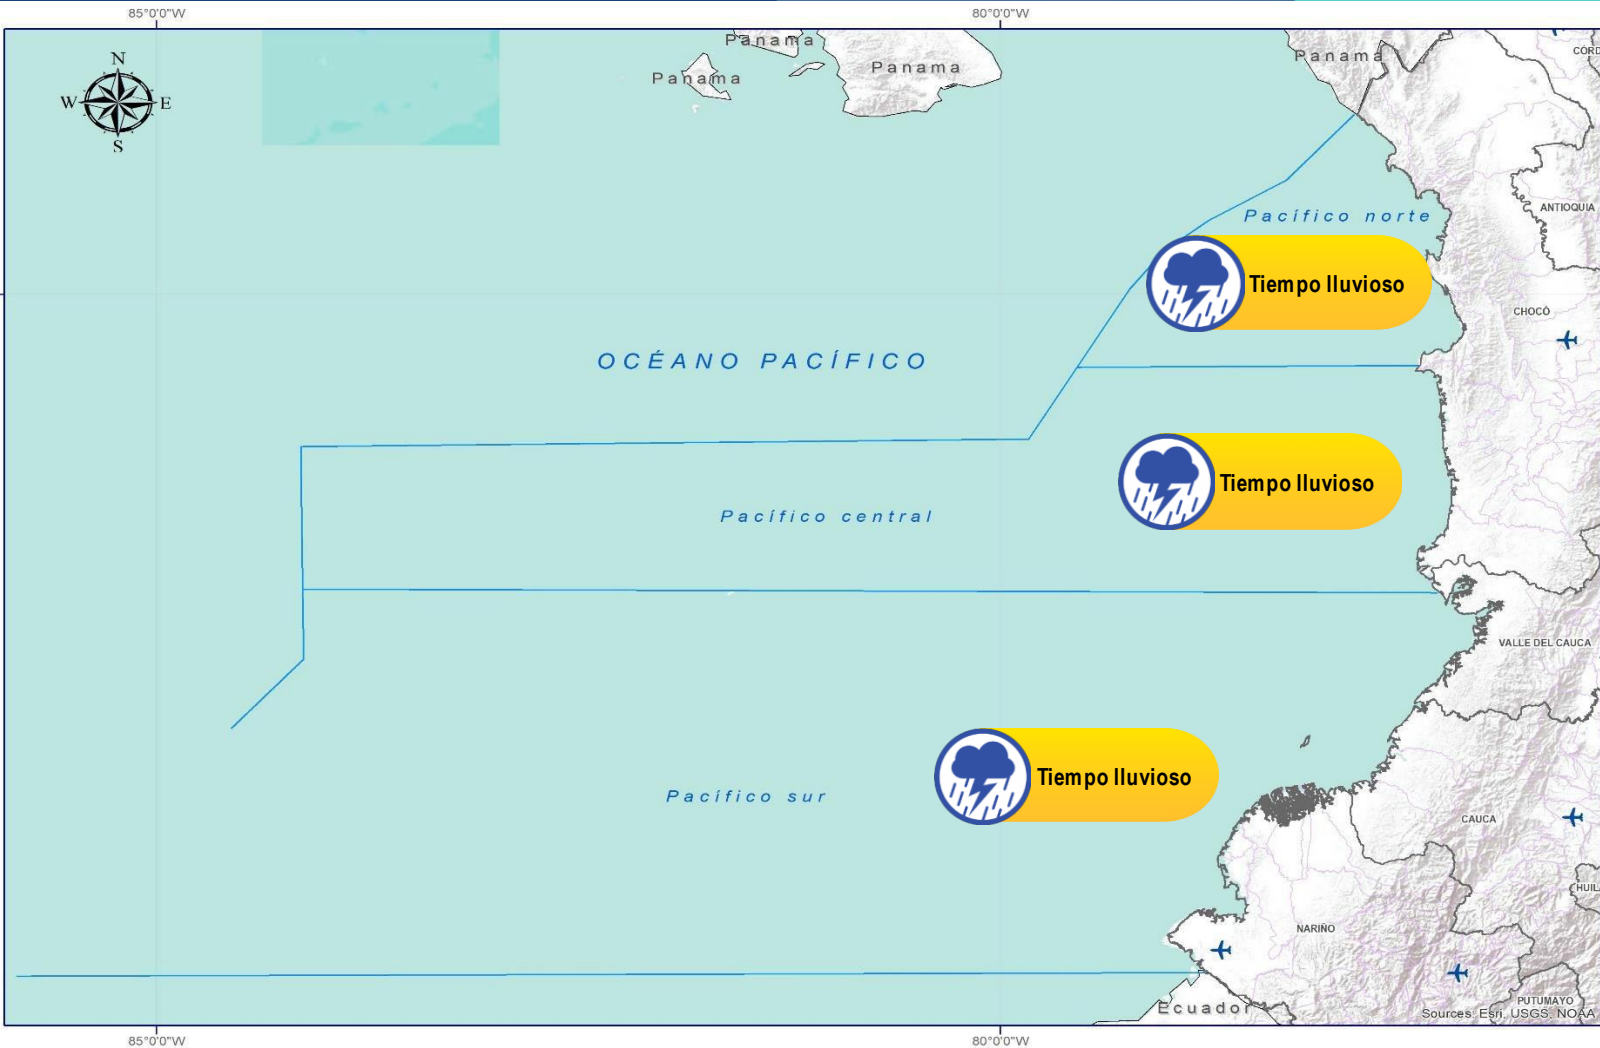 85°0'0"W 80°0'0"W
N
W E
S
Panama
Panama
Panama
Panama
CÓRD
ANTIOQUIA
Pacífico norte
Tiempo lluvioso
CHOCÓ
OCÉANO PACÍFICO
Tiempo lluvioso
Pacífico central
VALLE DEL CAUCA
Tiempo lluvioso
Pacífico sur
CAUCA
HUIL
NARIÑO
PUTUMAYO
Ecuador
Sources: Esri, USGS, NOAA
85°0'0"W 80°0'0"W